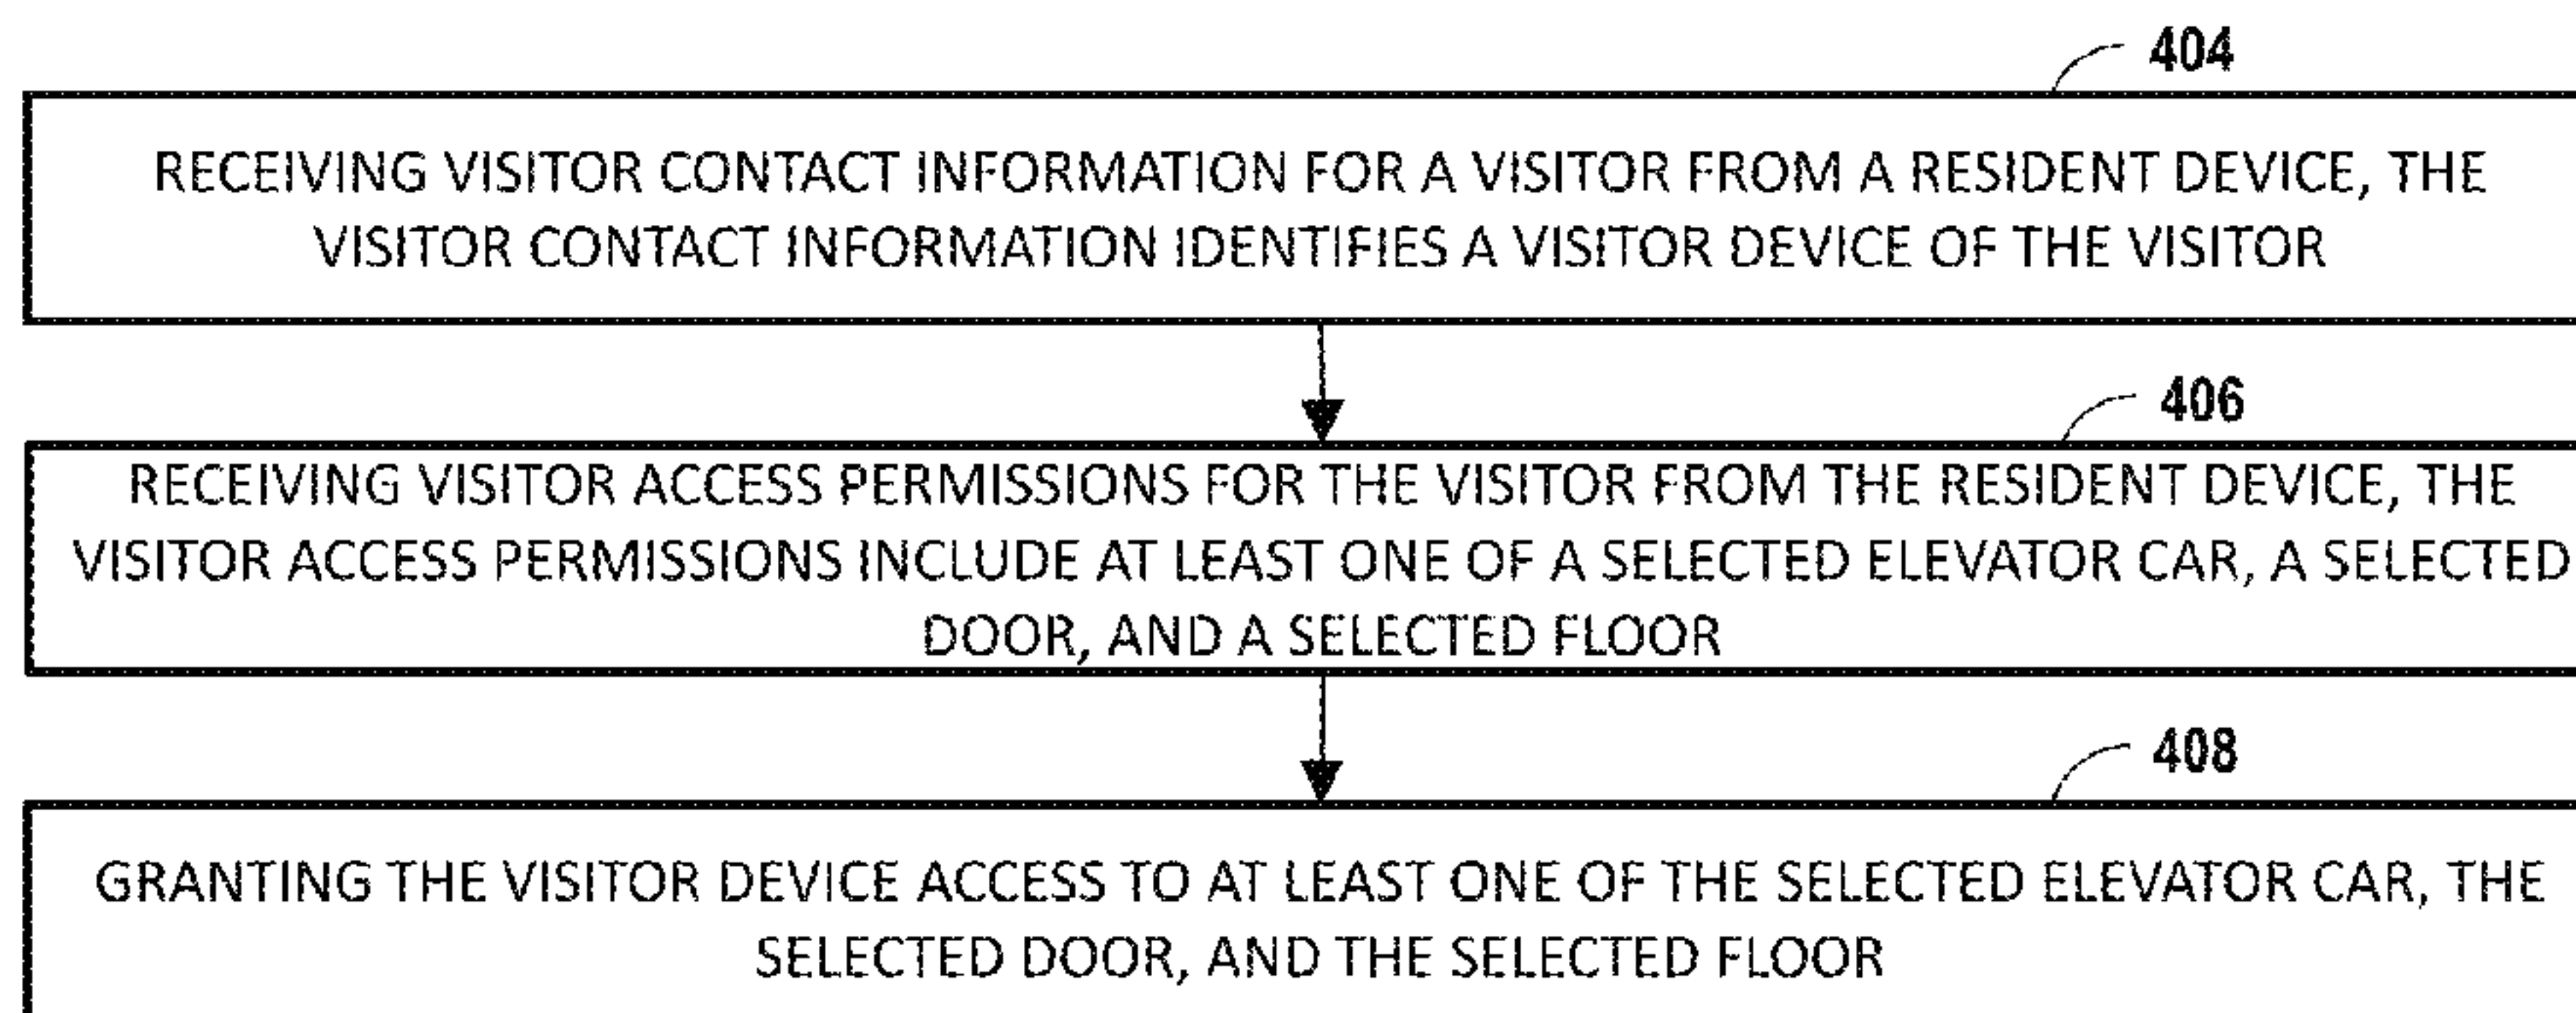 404
RECEIVING VISITOR CONTACT INFORMATION FOR A VISITOR FROM A RESIDENT DEVICE, THE
VISITOR CONTACT INFORMATION IDENTIFIES A VISITOR DEVICE OF THE VISITOR
406
RECEIVING VISITOR ACCESS PERMISSIONS FOR THE VISITOR FROM THE RESIDENT DEVICE, THE
VISITOR ACCESS PERMISSIONS INCLUDE AT LEAST ONE OF A SELECTED ELEVATOR CAR, A SELECTED
DOOR, AND A SELECTED FLOOR
408
GRANTING THE VISITOR DEVICE ACCESS TO AT LEAST ONE OF THE SELECTED ELEVATOR CAR, THE
SELECTED DOOR, AND THE SELECTED FLOOR